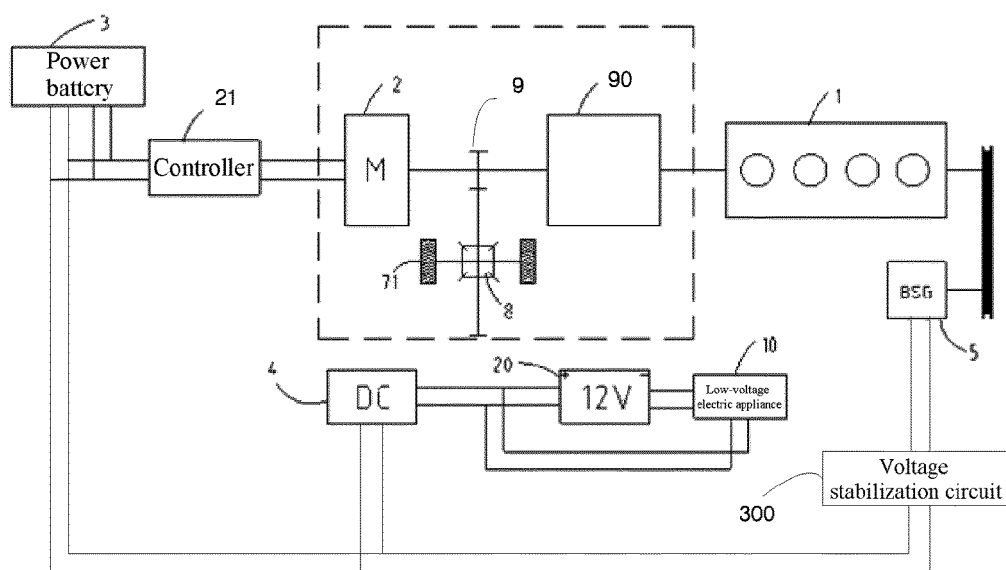 3
Power
battery
21
Controller
2
M
9
90
1
71
8
BSG
5
4
DC
20
+
-
12V
10
Low-voltage
electric appliance
Voltage
stabilization circuit
300